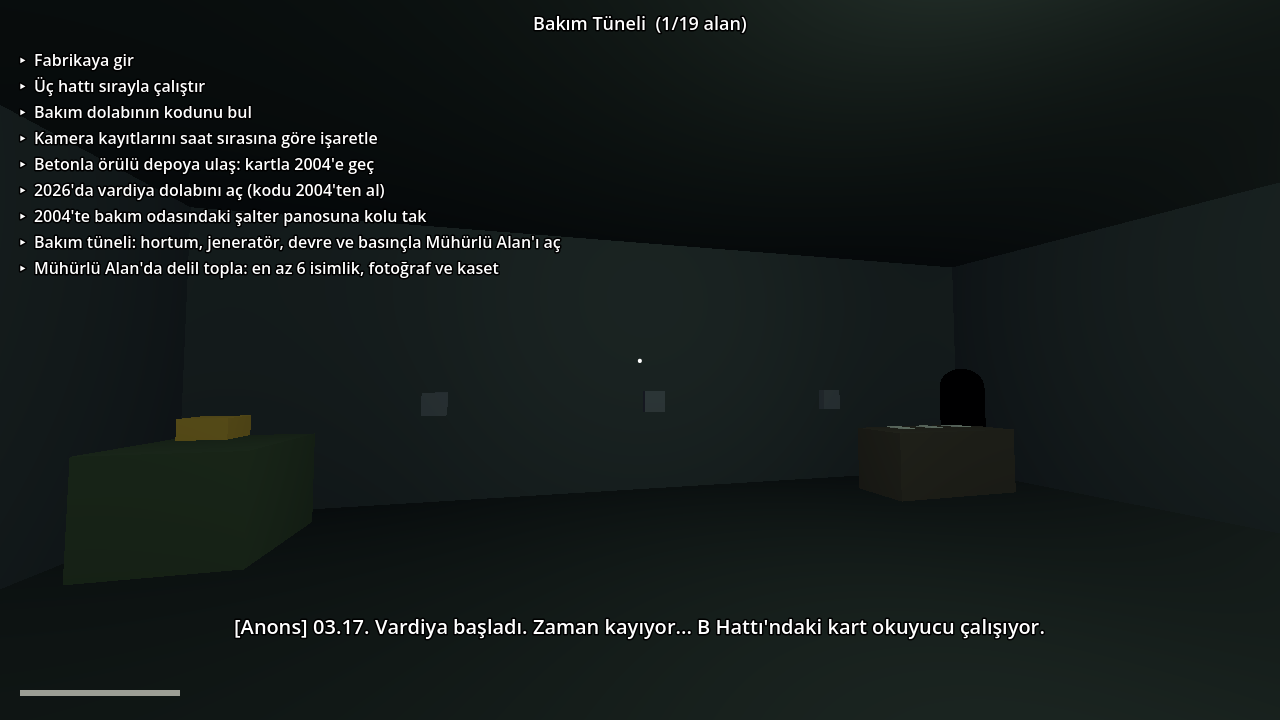 Bakım Tüneli  (1/19 alan)
‣ Fabrikaya gir
‣ Üç hattı sırayla çalıştır
‣ Bakım dolabının kodunu bul
‣ Kamera kayıtlarını saat sırasına göre işaretle
‣ Betonla örülü depoya ulaş: kartla 2004'e geç
‣ 2026'da vardiya dolabını aç (kodu 2004'ten al)
‣ 2004'te bakım odasındaki şalter panosuna kolu tak
‣ Bakım tüneli: hortum, jeneratör, devre ve basınçla Mühürlü Alan'ı aç
‣ Mühürlü Alan'da delil topla: en az 6 isimlik, fotoğraf ve kaset
[Anons] 03.17. Vardiya başladı. Zaman kayıyor... B Hattı'ndaki kart okuyucu çalışıyor.